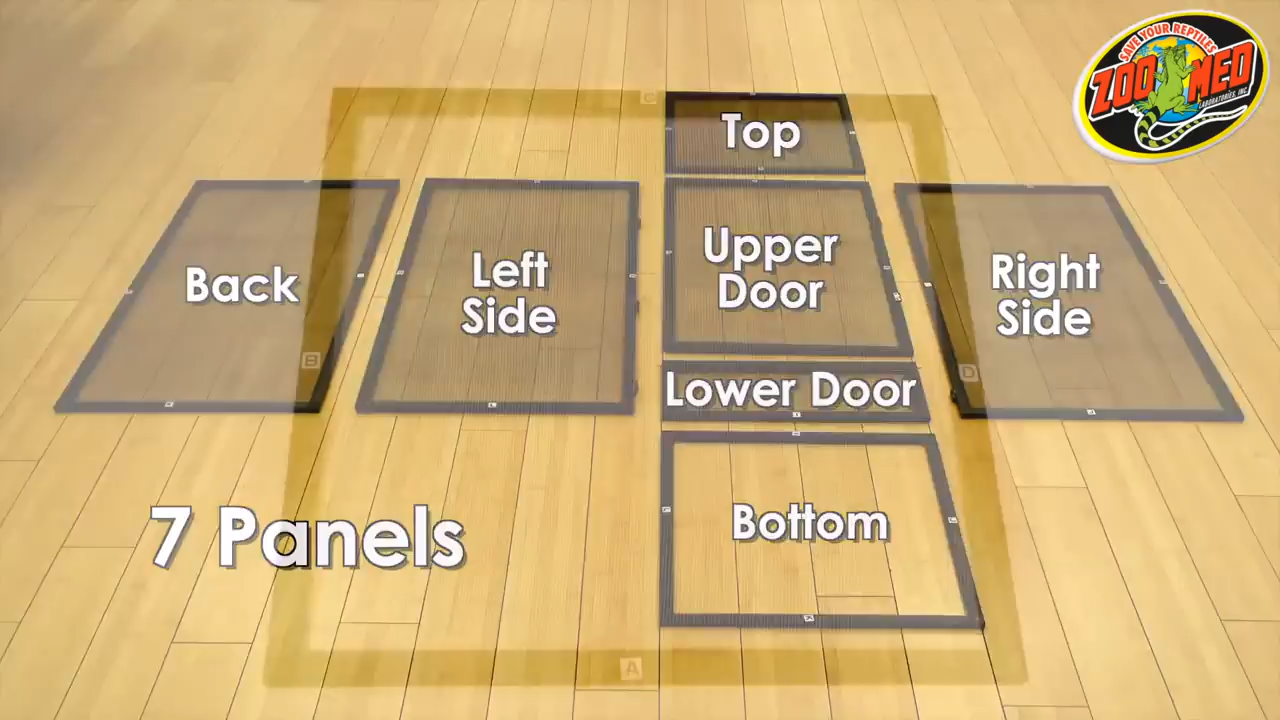 SAVE YOUR REPTILES
ZOO MED
LABORATORIES, INC.
Top
Back
Left
Side
Upper
Door
Right
Side
Lower Door
Bottom
7 Panels
C
B
D
A